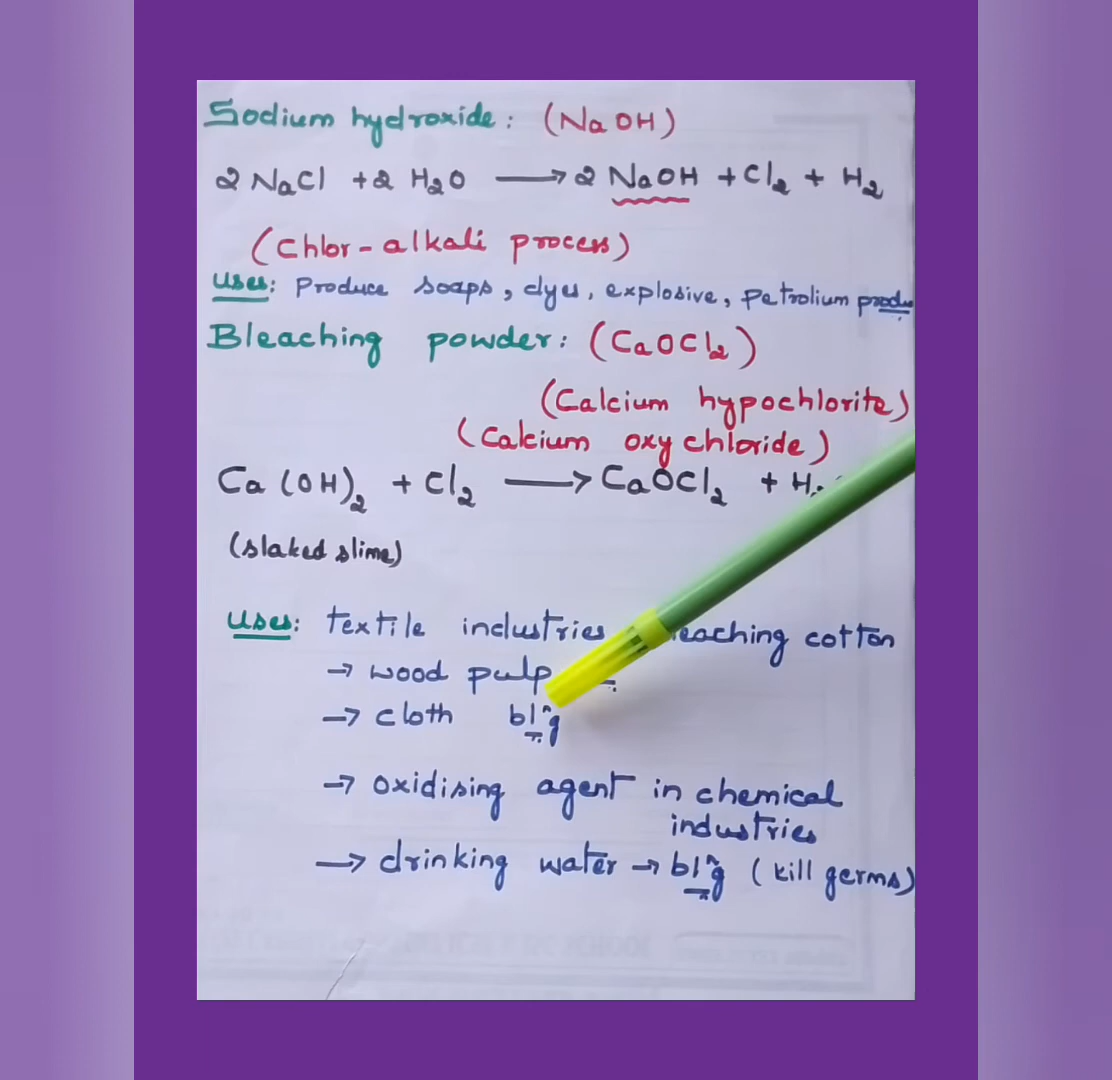 Sodium hydroxide: (NaOH)
2 NaCl + 2 H2O → 2 NaOH + Cl2 + H2
(Chlor-alkali process)
Uses: Produce soaps, dyes, explosive, petrolium
Bleaching powder: (CaOCl2)
(Calcium hypochlorite)
(Calcium oxychloride)
Ca(OH)2 + Cl2 → CaOCl2 +
(slaked slime)
Uses: textile industries cotton
→ wood pulp
→ cloth bl^g
→ oxidising agent in chemical
industries
→ drinking water → bl^g (kill germs)